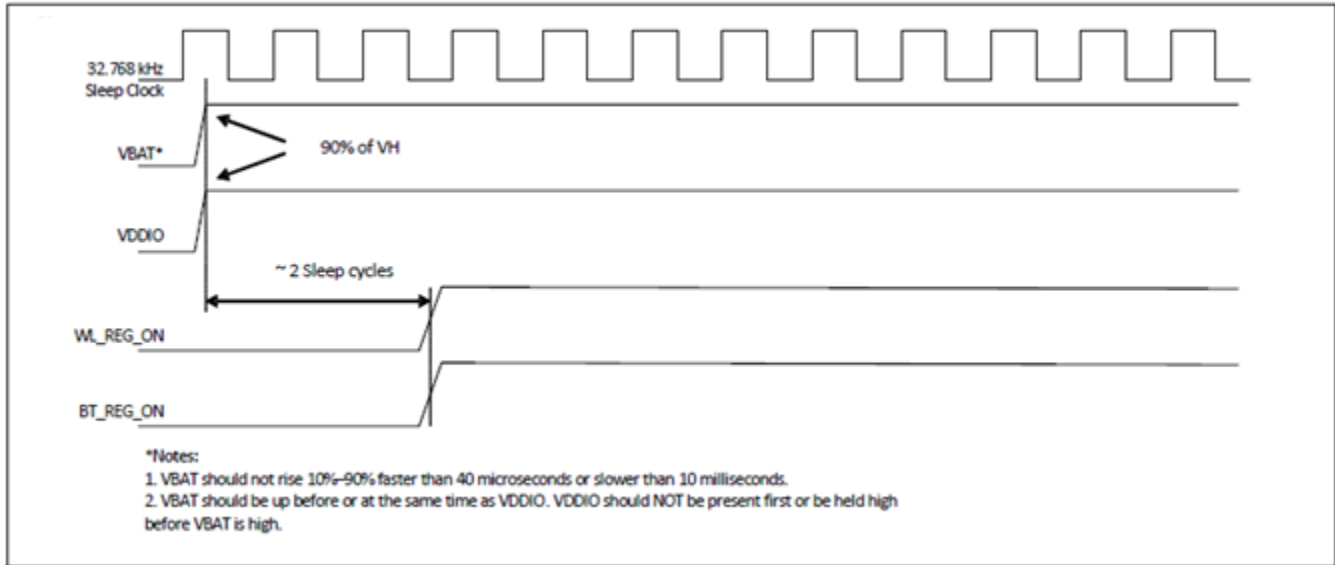 32.768 kHz
Sleep Clock
90% of VH
VBAT*
VDDIO
~ 2 Sleep cycles
WL_REG_ON
BT_REG_ON
*Notes:
1. VBAT should not rise 10%–90% faster than 40 microseconds or slower than 10 milliseconds.
2. VBAT should be up before or at the same time as VDDIO. VDDIO should NOT be present first or be held high
before VBAT is high.